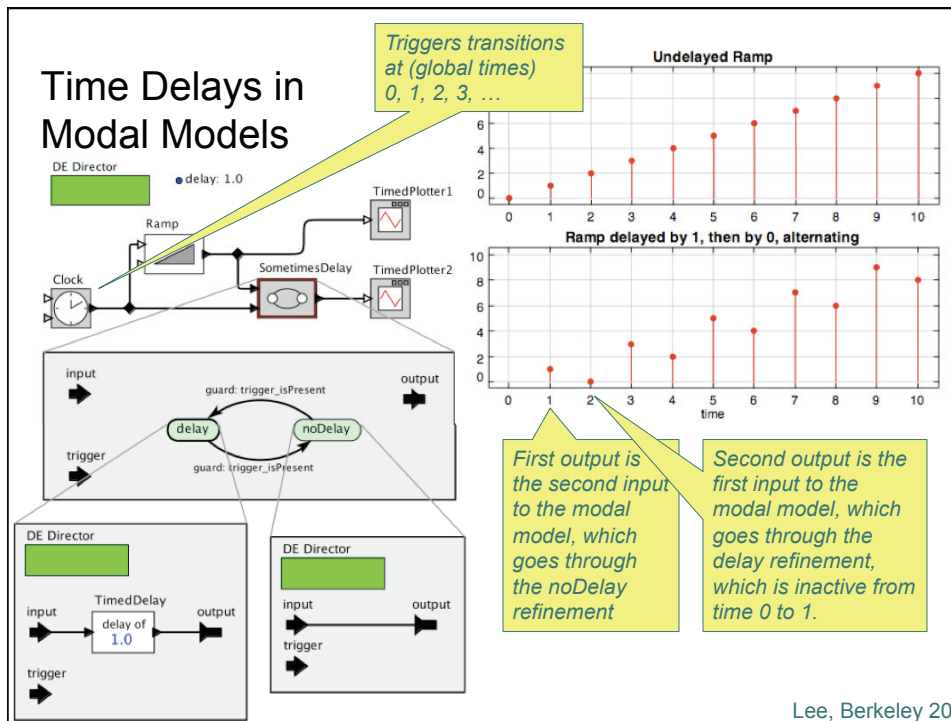 Time Delays in
Modal Models
Triggers transitions
at (global times)
0, 1, 2, 3, …
DE Director
delay: 1.0
Ramp
TimedPlotter1
Clock
SometimesDelay
TimedPlotter2
Undelayed Ramp
6
4
2
0
0 1 2 3 4 5 6 7 8 9 10
Ramp delayed by 1, then by 0, alternating
10
8
6
4
2
0
0 1 2 3 4 5 6 7 8 9 10
time
input
output
guard: trigger_isPresent
delay
noDelay
trigger
guard: trigger_isPresent
DE Director
TimedDelay
input
delay of
1.0
output
trigger
DE Director
input
output
trigger
First output is
the second input
to the modal
model, which
goes through
the noDelay
refinement
Second output is the
first input to the
modal model, which
goes through the
delay refinement,
which is inactive from
time 0 to 1.
Lee, Berkeley 20